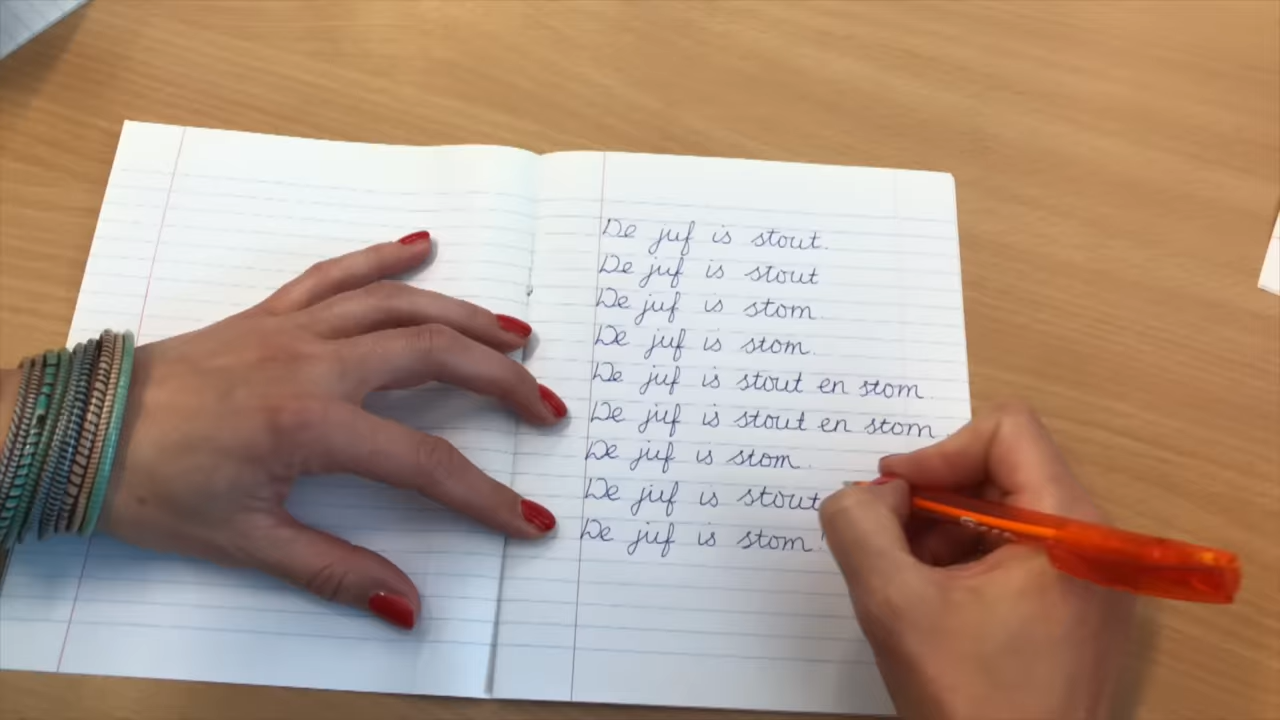 De juf is stout.
De juf is stout
De juf is stom.
De juf is stom.
De juf is stout en stom.
De juf is stout en stom.
De juf is stom.
De juf is stout
De juf is stom!